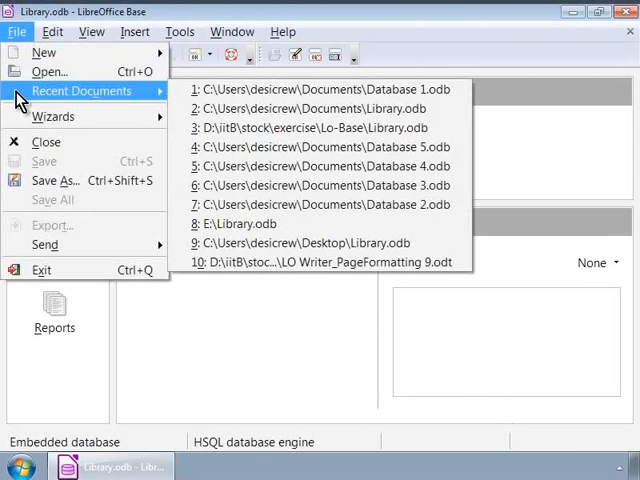 Library.odb - LibreOffice Base
File Edit View Insert Tools Window Help
New
Open... Ctrl+O
Recent Documents
Wizards
Close
Save Ctrl+S
Save As... Ctrl+Shift+S
Save All
Export...
Send
Exit Ctrl+Q
1: C:\Users\desicrew\Documents\Database 1.odb
2: C:\Users\desicrew\Documents\Library.odb
3: D:\iitB\stock\exercise\Lo-Base\Library.odb
4: C:\Users\desicrew\Documents\Database 5.odb
5: C:\Users\desicrew\Documents\Database 4.odb
6: C:\Users\desicrew\Documents\Database 3.odb
7: C:\Users\desicrew\Documents\Database 2.odb
8: E:\Library.odb
9: C:\Users\desicrew\Desktop\Library.odb
10: D:\iitB\stoc...\LO Writer_PageFormatting 9.odt
None
Reports
Embedded database HSQL database engine
Library.odb - Libr...